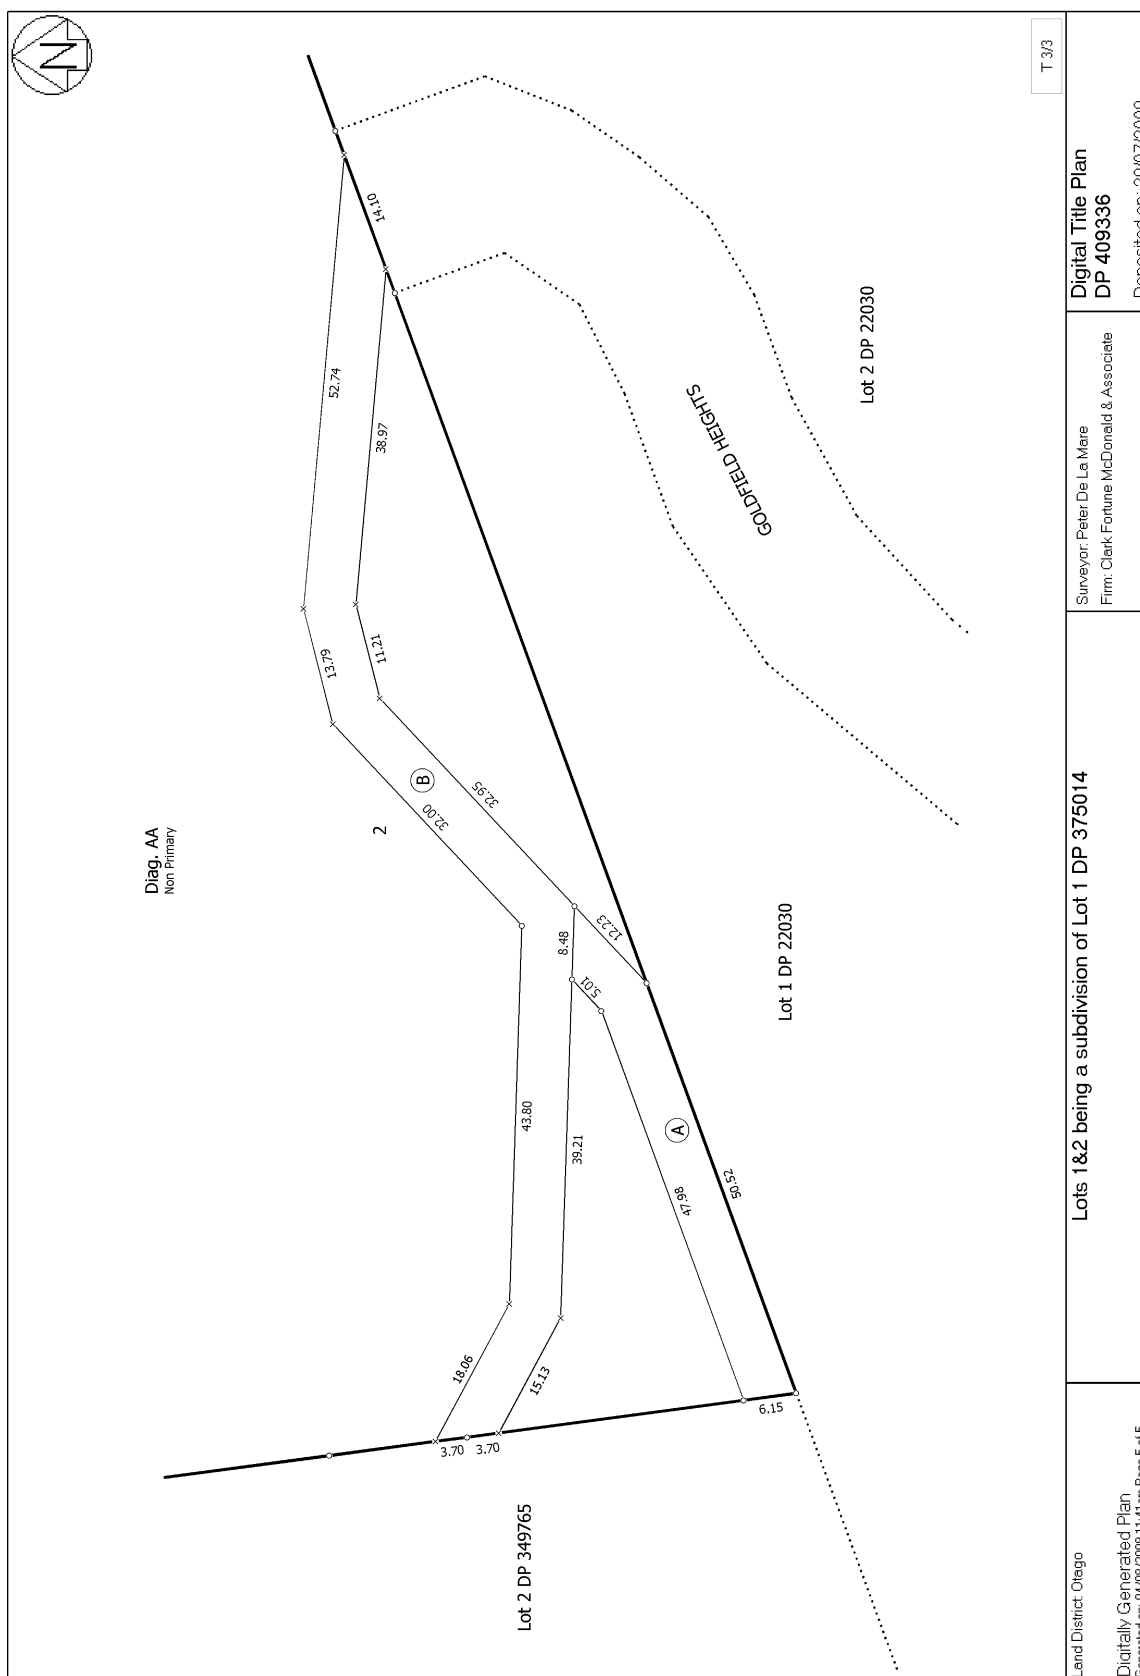 N
T 3/3
Diag. AA
Non Primary
14.10
52.74
38.97
13.79
11.21
32.00
32.95
B
2
8.48
12.23
5.01
43.80
39.21
A
47.98
50.52
18.06
15.13
3.70
3.70
6.15
GOLDFIELD HEIGHTS
Lot 2 DP 22030
Lot 1 DP 22030
Lot 2 DP 349765
Land District: Otago
Digitally Generated Plan
Lots 1&2 being a subdivision of Lot 1 DP 375014
Surveyor: Peter De La Mare
Firm: Clark Fortune McDonald & Associate
Digital Title Plan
DP 409336
Deposited on: